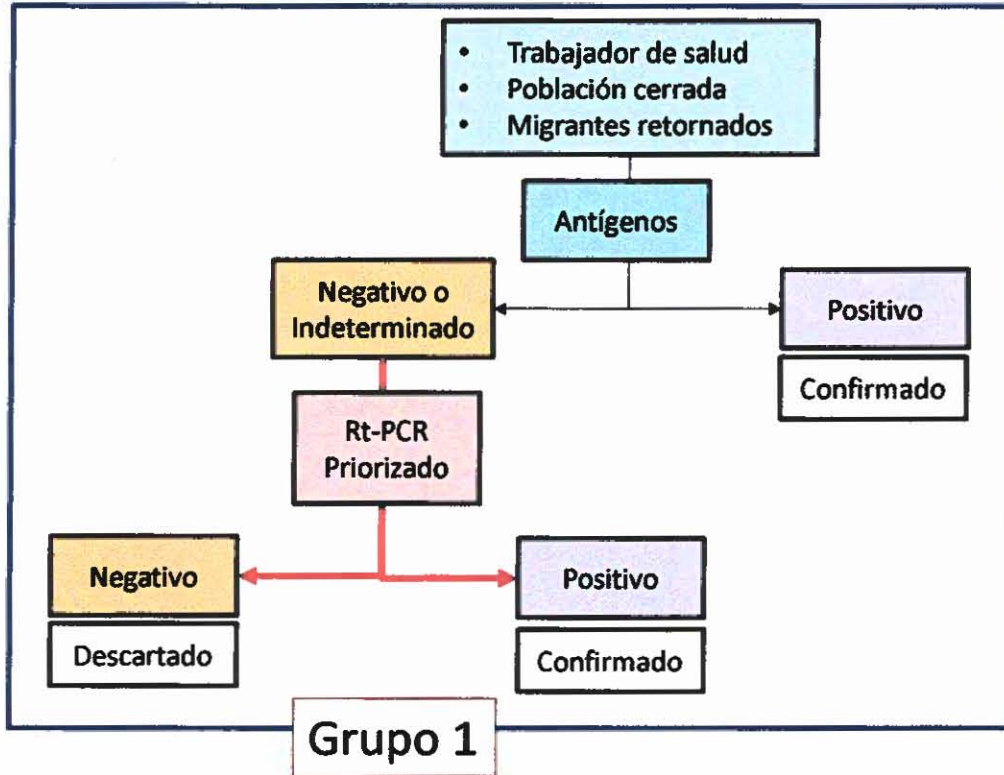 • Trabajador de salud
• Población cerrada
• Migrantes retornados
Antígenos
Negativo o
Indeterminado
Positivo
Confirmado
Rt-PCR
Priorizado
Negativo
Descartado
Positivo
Confirmado
Grupo 1